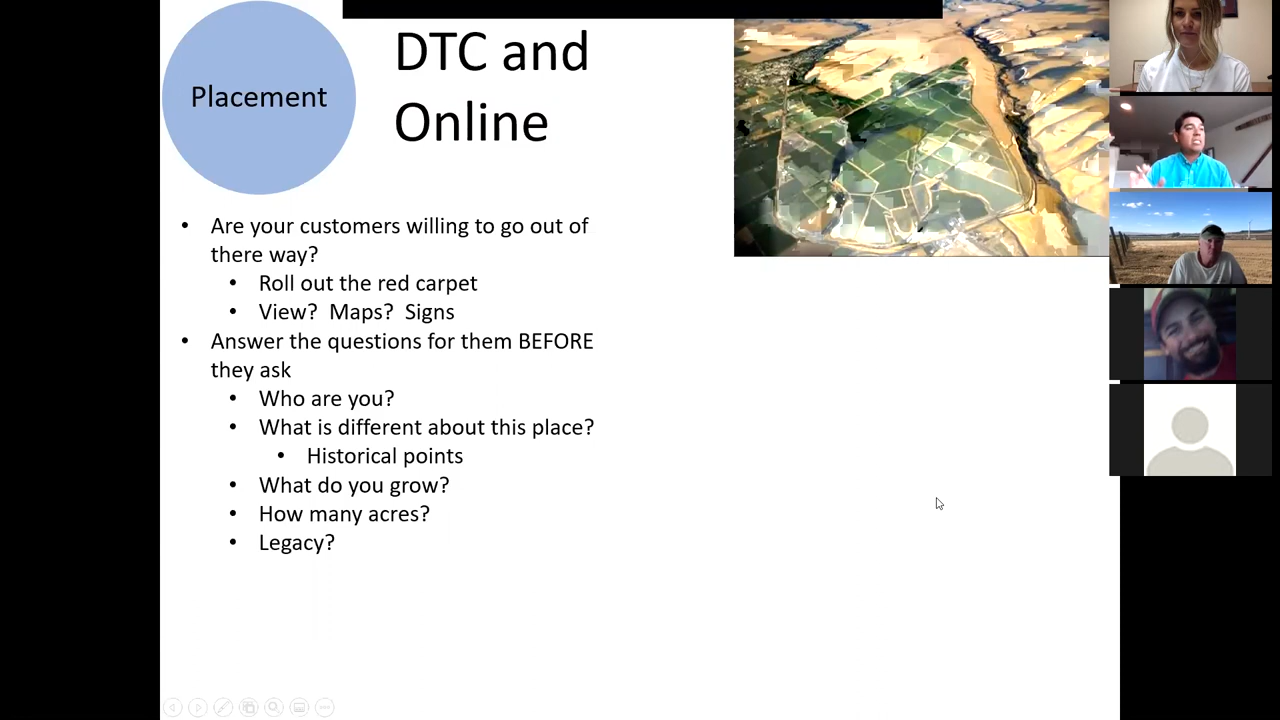 Placement
DTC and
Online
• Are your customers willing to go out of
there way?
• Roll out the red carpet
• View?  Maps?  Signs
• Answer the questions for them BEFORE
they ask
• Who are you?
• What is different about this place?
• Historical points
• What do you grow?
• How many acres?
• Legacy?